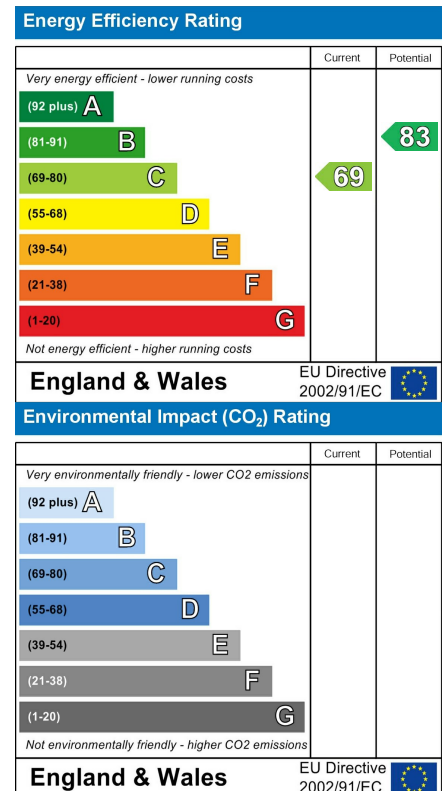 Energy Efficiency Rating
Current Potential
Very energy efficient - lower running costs
(92 plus) A
(81-91) B
83
(69-80) C
69
(55-68) D
(39-54) E
(21-38) F
(1-20) G
Not energy efficient - higher running costs
England & Wales
EU Directive
2002/91/EC
Environmental Impact (CO₂) Rating
Current Potential
Very environmentally friendly - lower CO2 emissions
(92 plus) A
(81-91) B
(69-80) C
(55-68) D
(39-54) E
(21-38) F
(1-20) G
Not environmentally friendly - higher CO2 emissions
England & Wales
EU Directive
2002/91/EC